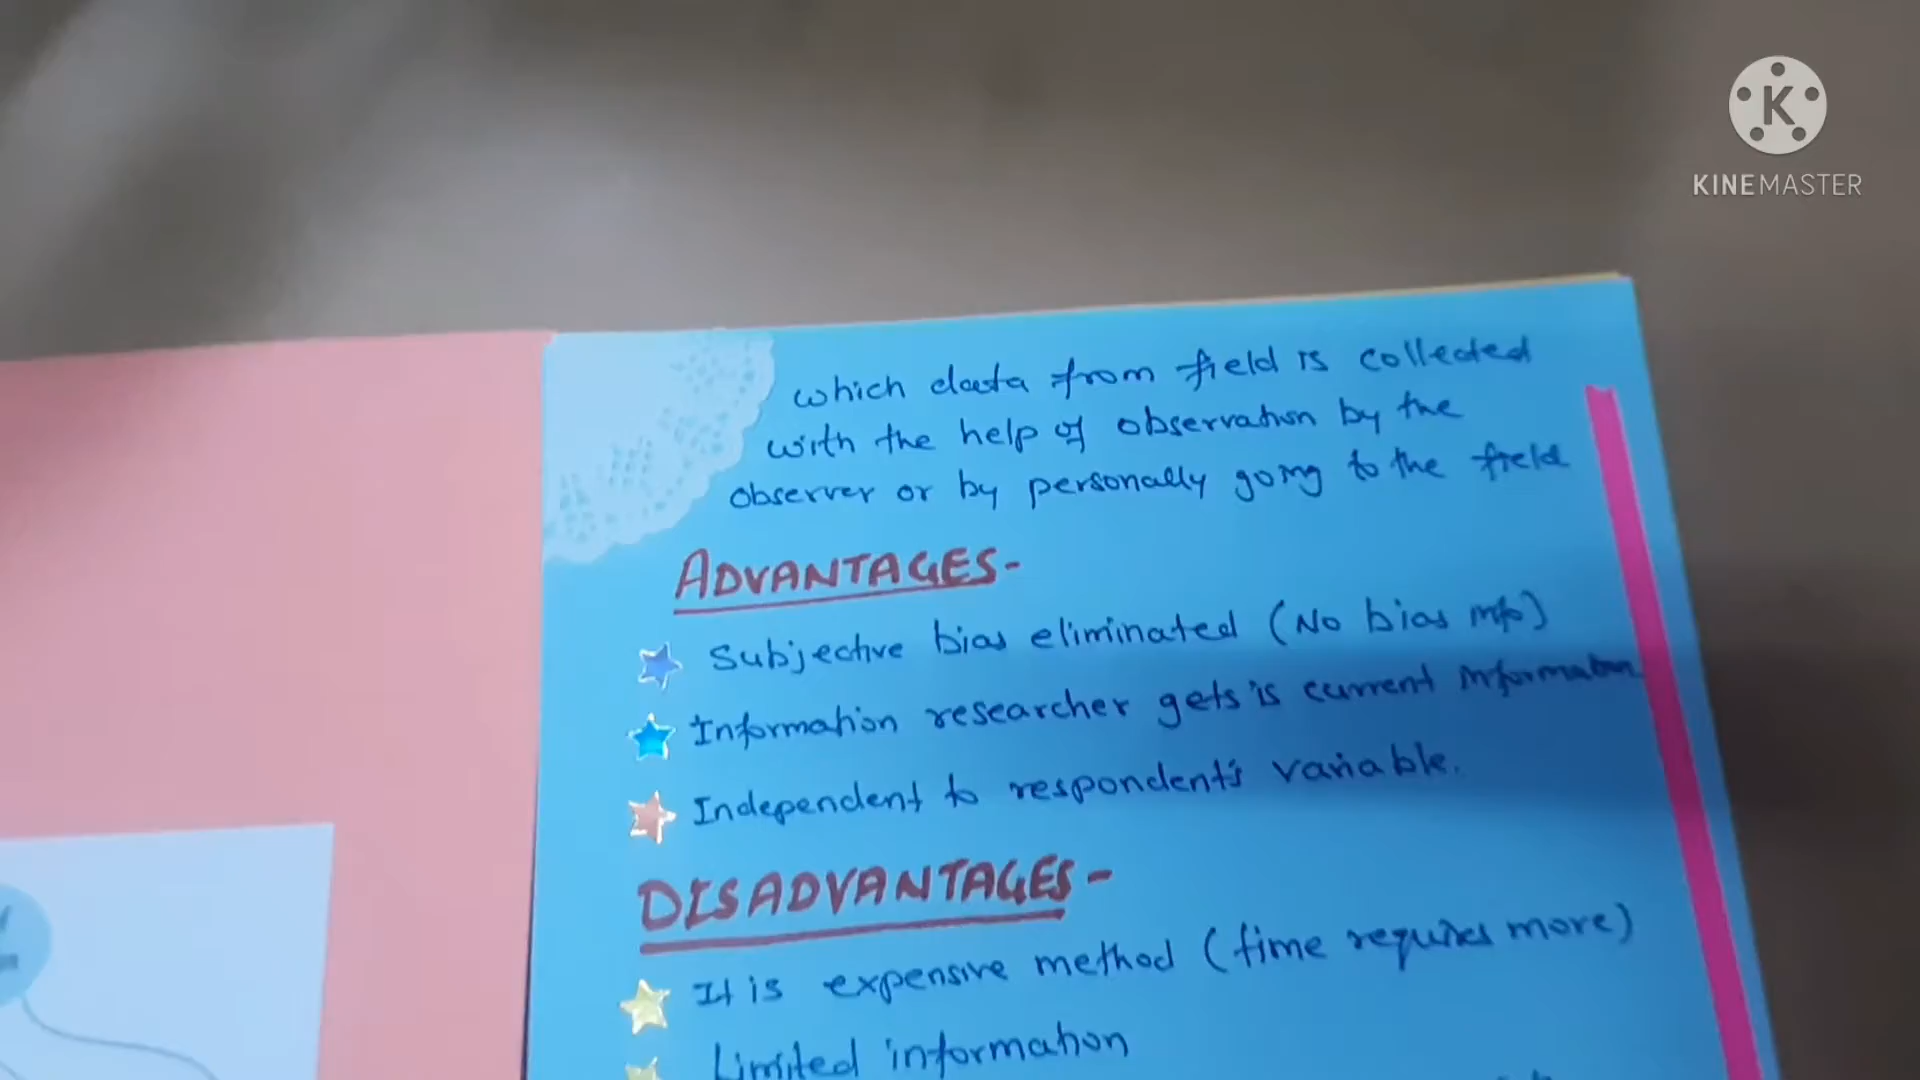 K
KINEMASTER
which data from field is collected
with the help of observation by the
observer or by personally going to the field
ADVANTAGES-
Subjective bias eliminated (No bias info)
Information researcher gets is current information
Independent to respondent's variable.
DISADVANTAGES-
It is expensive method (time requires more)
Limited information